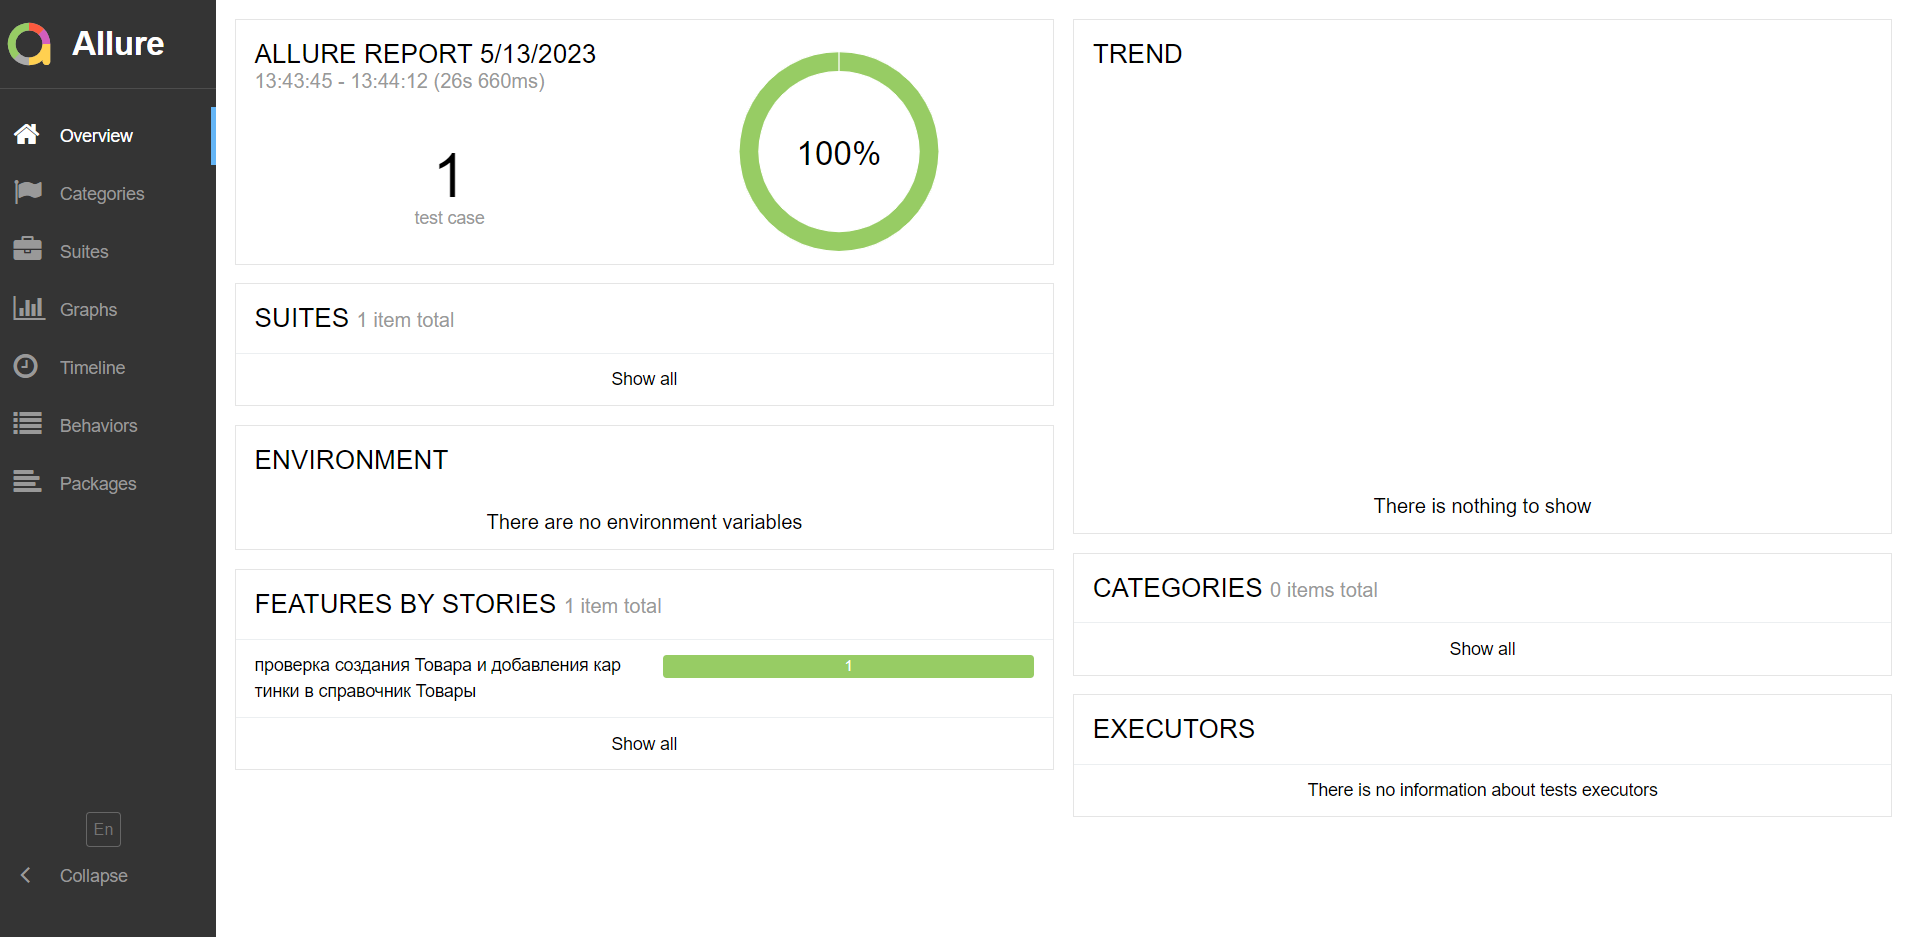 Allure
Overview
Categories
Suites
Graphs
Timeline
Behaviors
Packages
En
Collapse
ALLURE REPORT 5/13/2023
13:43:45 - 13:44:12 (26s 660ms)
1
test case
100%
SUITES 1 item total
Show all
ENVIRONMENT
There are no environment variables
FEATURES BY STORIES 1 item total
проверка создания Товара и добавления кар
тинки в справочник Товары
1
Show all
TREND
There is nothing to show
CATEGORIES 0 items total
Show all
EXECUTORS
There is no information about tests executors